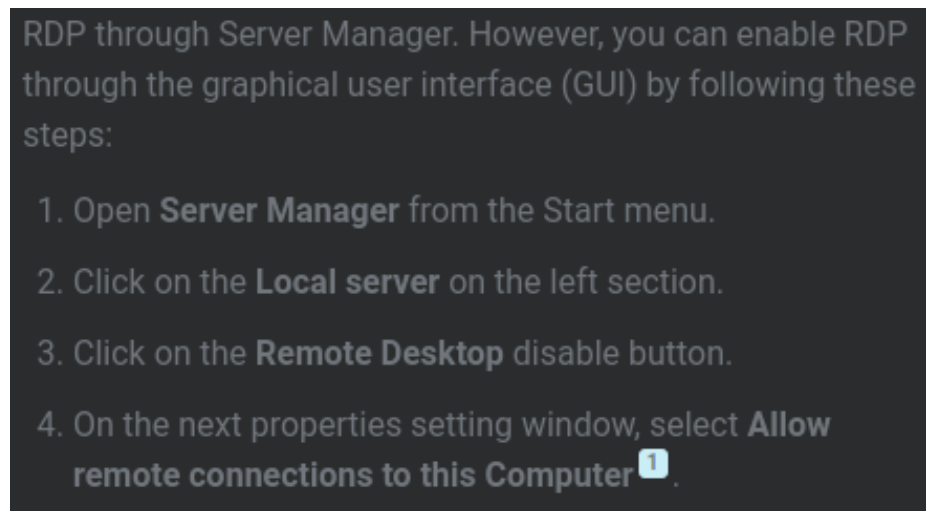 RDP through Server Manager. However, you can enable RDP
through the graphical user interface (GUI) by following these
steps:
1. Open Server Manager from the Start menu.
2. Click on the Local server on the left section.
3. Click on the Remote Desktop disable button.
4. On the next properties setting window, select Allow
remote connections to this Computer 1.